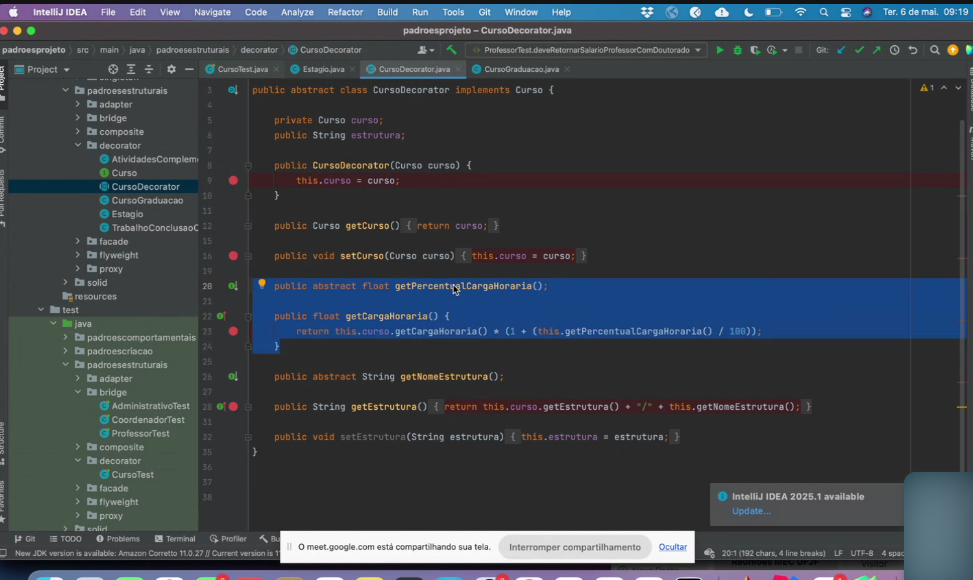 IntelliJ IDEA File Edit View Navigate Code Analyze Refactor Build Run Tools Git Window Help Ter. 6 de mai. 09:19
padroesprojeto – CursoDecorator.java
padroesprojeto src main java padroesestruturais decorator CursoDecorator ProfessorTest.deveRetornarSalarioProfessorComDoutorado Git:
Project CursoTest.java Estagio.java CursoDecorator.java CursoGraduacao.java
Project
Commit
Pull Requests
Structure
Favorites
padroesestruturais
adapter
bridge
composite
decorator
AtividadesComplem
Curso
CursoDecorator
CursoGraduacao
Estagio
TrabalhoConclusaoC
facade
flyweight
proxy
solid
resources
test
java
padroescomportamentais
padroescriacao
padroesestruturais
adapter
bridge
AdministrativoTest
CoordenadorTest
ProfessorTest
composite
decorator
CursoTest
facade
flyweight
proxy
solid
1
3 public abstract class CursoDecorator implements Curso {
4
5 private Curso curso;
6 public String estrutura;
7
8 public CursoDecorator(Curso curso) {
9 this.curso = curso;
10 }
11
12 public Curso getCurso() { return curso; }
15
16 public void setCurso(Curso curso) { this.curso = curso; }
19
20 public abstract float getPercentualCargaHoraria();
21
22 public float getCargaHoraria() {
23 return this.curso.getCargaHoraria() * (1 + (this.getPercentualCargaHoraria() / 100));
24 }
25
26 public abstract String getNomeEstrutura();
27
28 public String getEstrutura() { return this.curso.getEstrutura() + "/" + this.getNomeEstrutura(); }
31
32 public void setEstrutura(String estrutura) { this.estrutura = estrutura; }
35 }
36
37
38
IntelliJ IDEA 2025.1 available
Update...
Git TODO Problems Terminal Profiler
O meet.google.com está compartilhando sua tela. Interromper compartilhamento Ocultar
New JDK version is available: Amazon Corretto 11.0.27 // Current version is 20:1 (192 chars, 4 line breaks) LF UTF-8